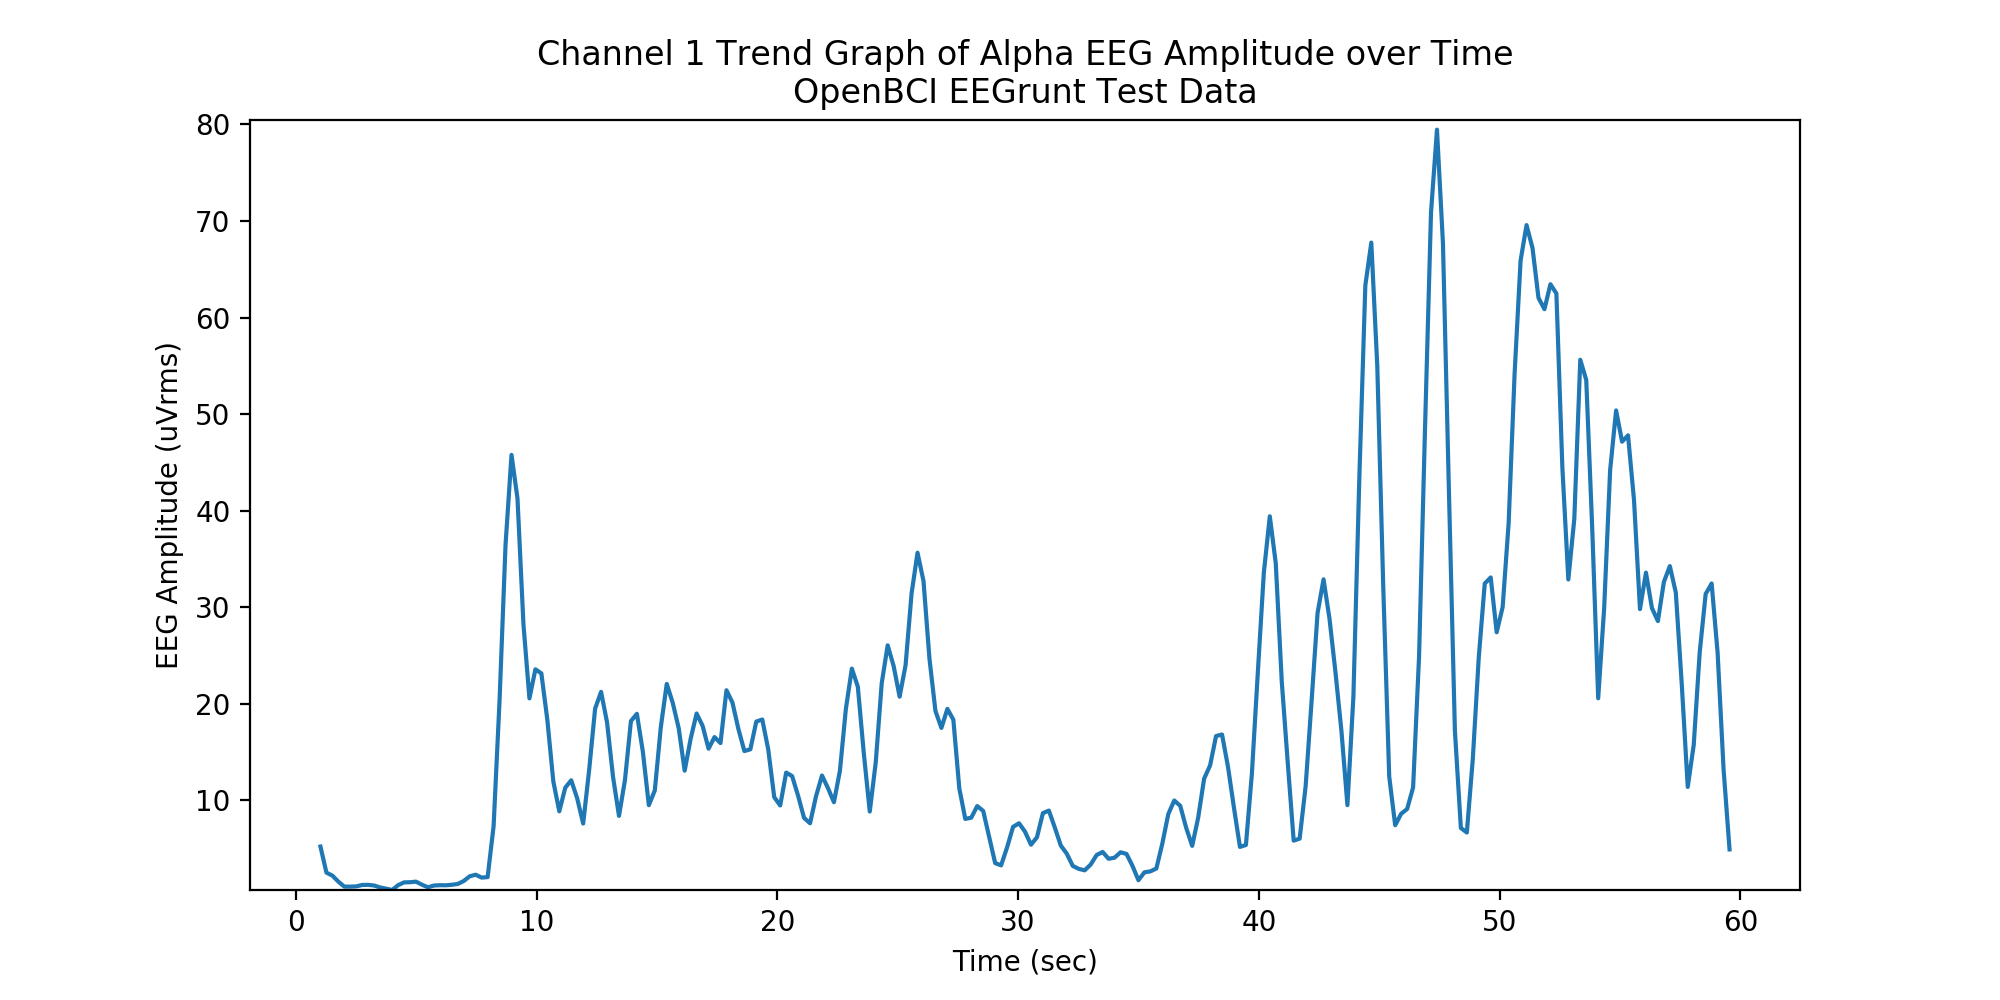 Channel 1 Trend Graph of Alpha EEG Amplitude over Time
OpenBCI EEGrunt Test Data
80
70
60
50
40
30
20
10
EEG Amplitude (uVrms)
0 10 20 30 40 50 60
Time (sec)